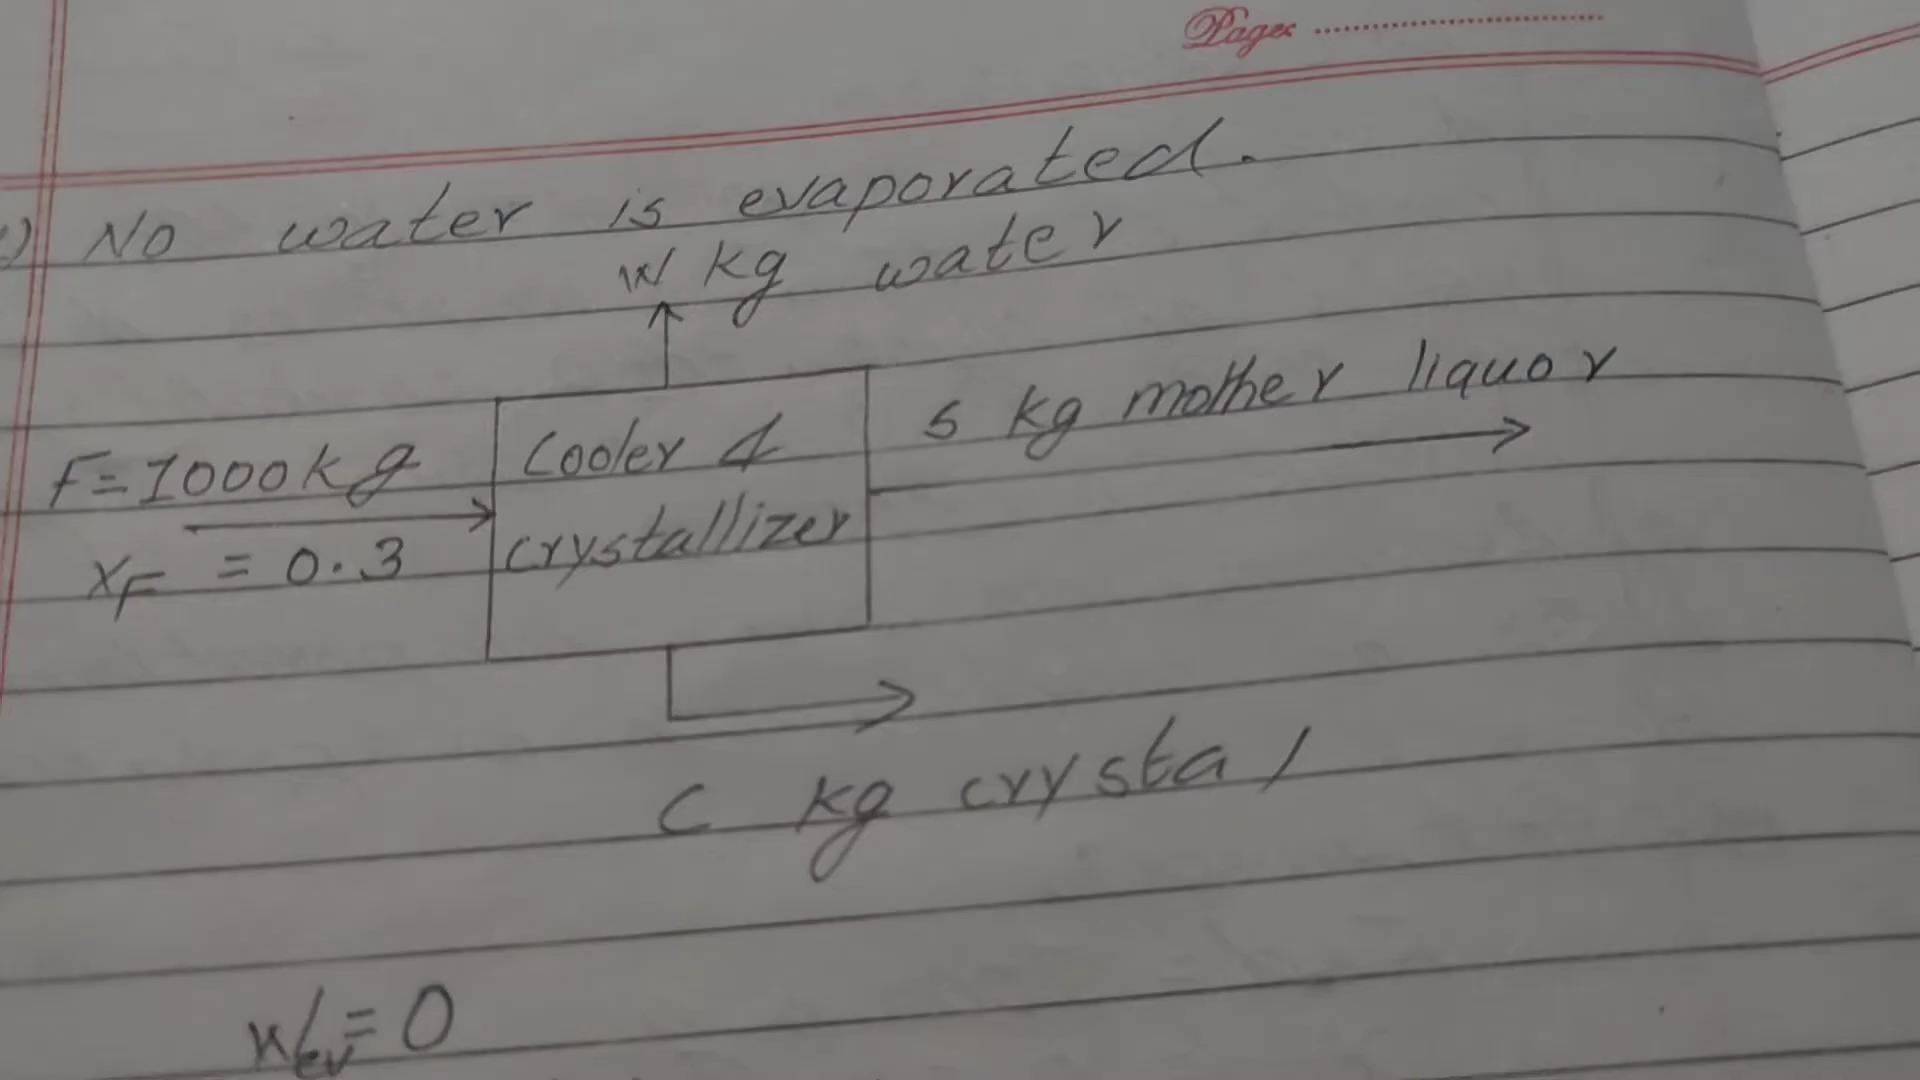 Page:
) No water is evaporated.
W kg water
F=1000kg
XF = 0.3
Cooler &
crystallizer
S kg mother liquor
C kg crystal
Wev=0